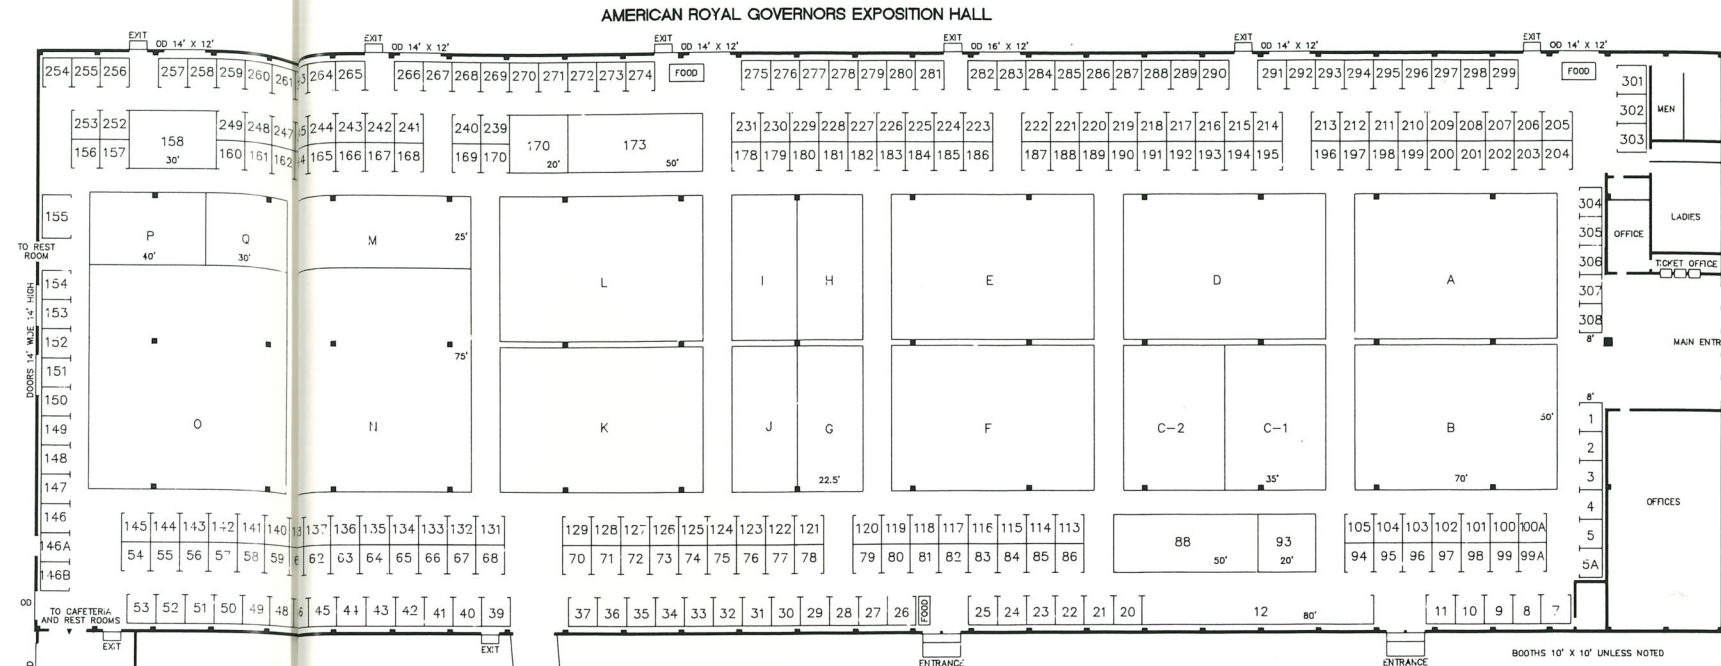 AMERICAN ROYAL GOVERNORS EXPOSITION HALL
EXIT OD 14' X 12' EXIT OD 14' X 12' EXIT OD 14' X 12' EXIT OD 16' X 12' EXIT OD 14' X 12' EXIT OD 14' X 12'
254 255 256 257 258 259 260 261 264 265 266 267 268 269 270 271 272 273 274 FOOD 275 276 277 278 279 280 281 282 283 284 285 286 287 288 289 290 291 292 293 294 295 296 297 298 299 FOOD 301
302 MEN
303
253 252 249 248 247 244 243 242 241 240 239 231 230 229 228 227 226 225 224 223 222 221 220 219 218 217 216 215 214 213 212 211 210 209 208 207 206 205
158 170 173
156 157 30' 160 161 162 165 166 167 168 169 170 20' 50' 178 179 180 181 182 183 184 185 186 187 188 189 190 191 192 193 194 195 196 197 198 199 200 201 202 203 204
155 304 LADIES
P Q M 25' 305 OFFICE
TO REST
ROOM
40' 30' 306 TICKET OFFICE
154 L I H E D A 307
153 308
DOORS 14' WIDE 14' HIGH
152 8' MAIN ENTR
75'
151
150 8'
149 O N K J G F C-2 C-1 B 50' 1
148 2
147 22.5' 35' 70' 3
146 4 OFFICES
145 144 143 142 141 140 137 136 135 134 133 132 131 129 128 127 126 125 124 123 122 121 120 119 118 117 116 115 114 113 88 93 105 104 103 102 101 100 100A
146A 5
54 55 56 57 58 59 62 63 64 65 66 67 68 70 71 72 73 74 75 76 77 78 79 80 81 82 83 84 85 86 50' 20' 94 95 96 97 98 99 99A
146B 5A
OD
TO CAFETERIA
AND REST ROOMS
53 52 51 50 49 48 45 44 43 42 41 40 39 37 36 35 34 33 32 31 30 29 28 27 26 FOOD 25 24 23 22 21 20 12 80' 11 10 9 8 7
EXIT EXIT ENTRANCE ENTRANCE
BOOTHS 10' X 10' UNLESS NOTED